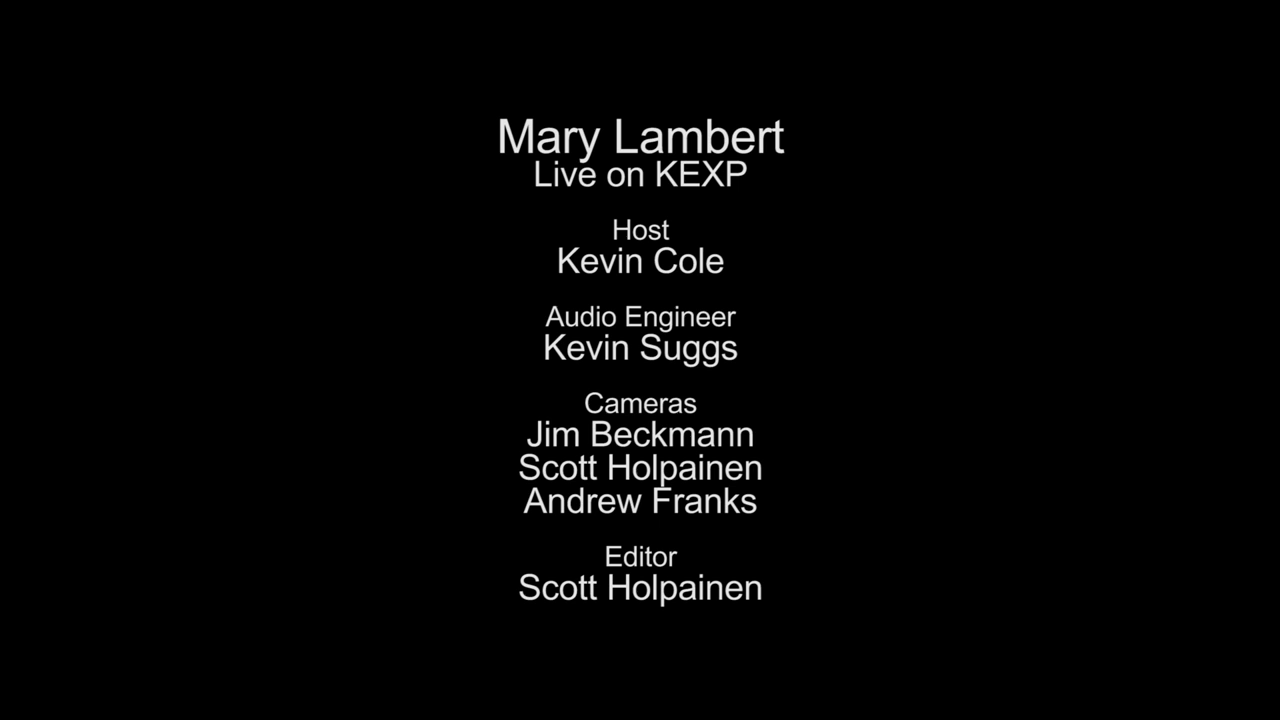 Mary Lambert
Live on KEXP
Host
Kevin Cole
Audio Engineer
Kevin Suggs
Cameras
Jim Beckmann
Scott Holpainen
Andrew Franks
Editor
Scott Holpainen